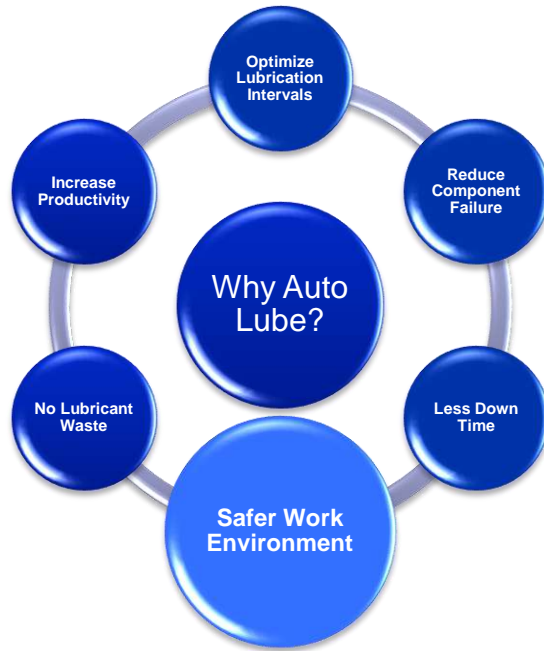 Optimize
Lubrication
Intervals
Increase
Productivity
Reduce
Component
Failure
Why Auto
Lube?
No Lubricant
Waste
Less Down
Time
Safer Work
Environment